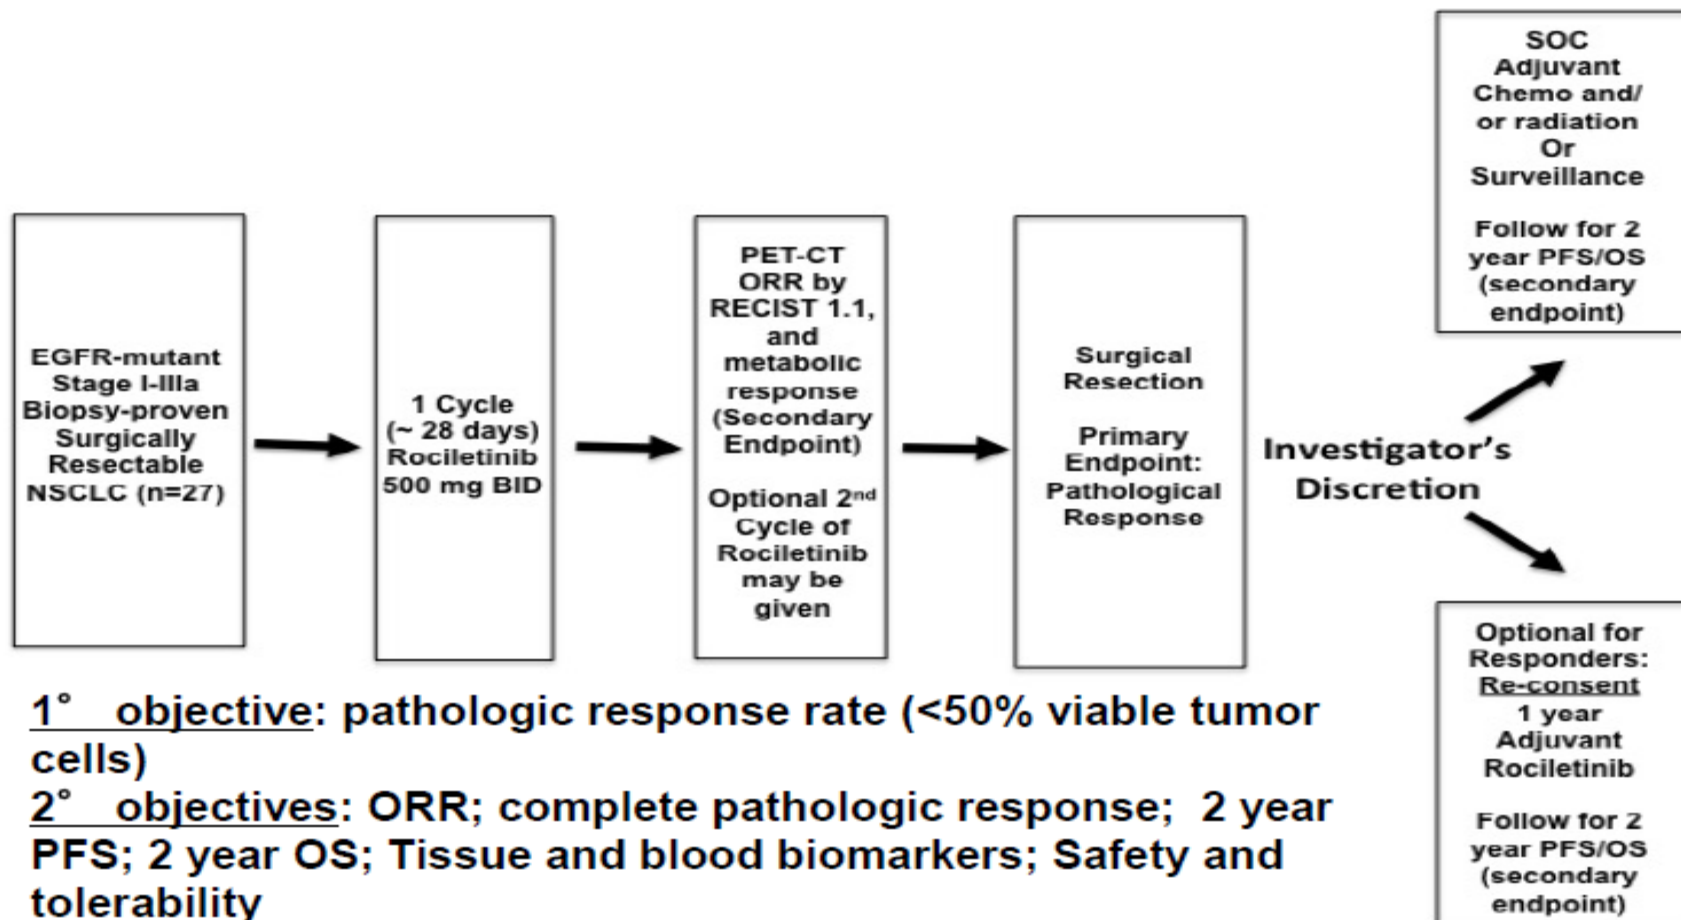 EGFR-mutant
Stage I-IIIa
Biopsy-proven
Surgically
Resectable
NSCLC (n=27)
1 Cycle
(~ 28 days)
Rociletinib
500 mg BID
PET-CT
ORR by
RECIST 1.1,
and
metabolic
response
(Secondary
Endpoint)
Optional 2nd
Cycle of
Rociletinib
may be
given
Surgical
Resection
Primary
Endpoint:
Pathological
Response
Investigator's
Discretion
SOC
Adjuvant
Chemo and/
or radiation
Or
Surveillance
Follow for 2
year PFS/OS
(secondary
endpoint)
Optional for
Responders:
Re-consent
1 year
Adjuvant
Rociletinib
Follow for 2
year PFS/OS
(secondary
endpoint)
1° objective: pathologic response rate (<50% viable tumor
cells)
2° objectives: ORR; complete pathologic response; 2 year
PFS; 2 year OS; Tissue and blood biomarkers; Safety and
tolerability